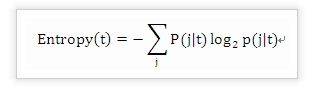 Entropy(t) = −∑ⱼ P(j|t) log₂ p(j|t)↵